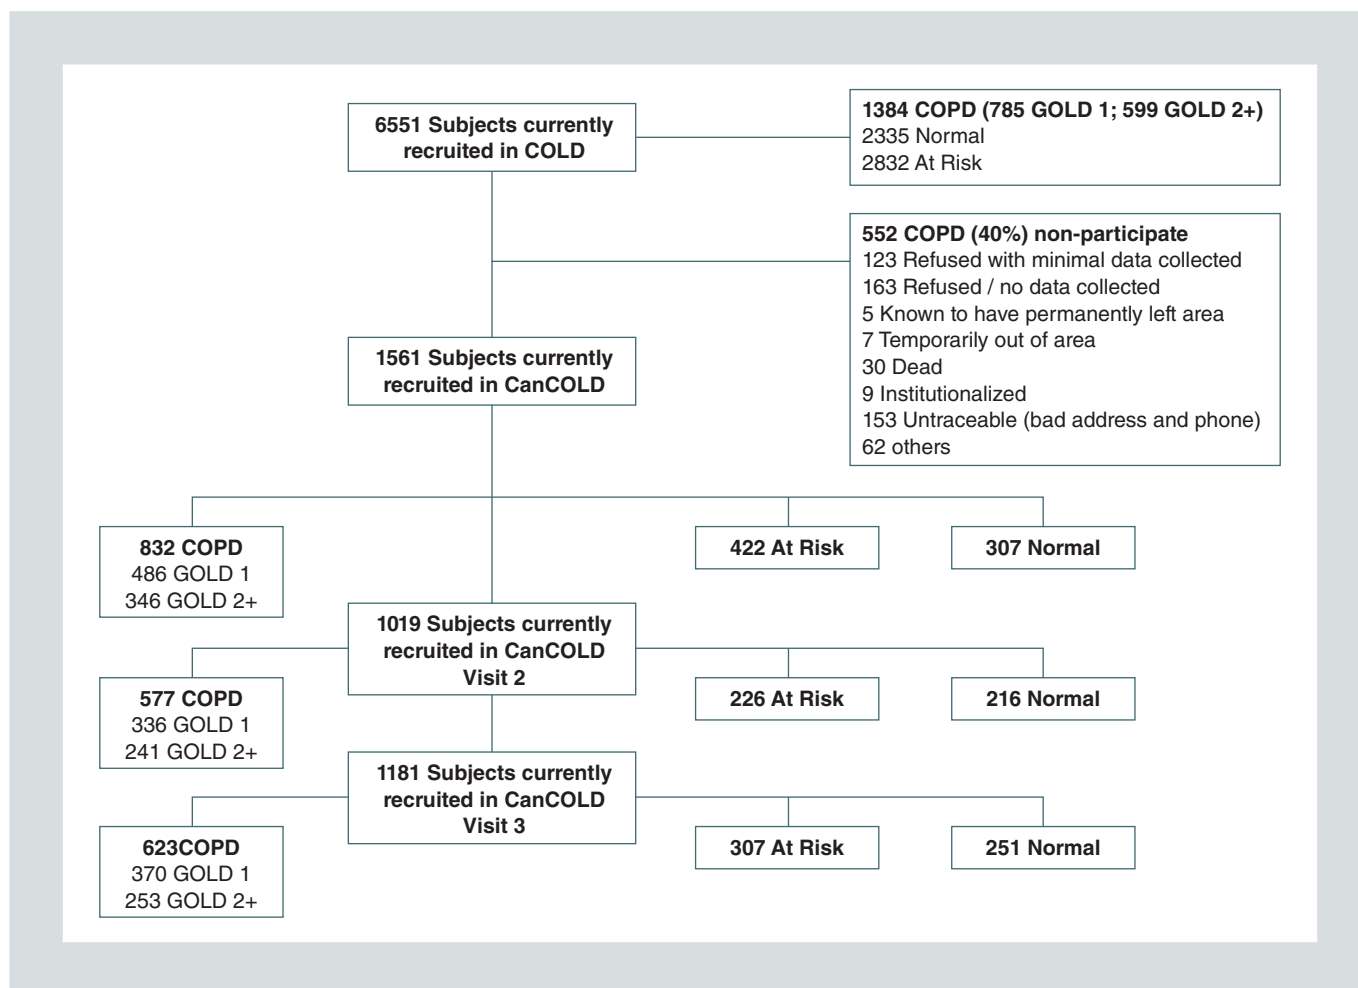 6551 Subjects currently
recruited in COLD
1384 COPD (785 GOLD 1; 599 GOLD 2+)
2335 Normal
2832 At Risk
552 COPD (40%) non-participate
123 Refused with minimal data collected
163 Refused / no data collected
5 Known to have permanently left area
7 Temporarily out of area
30 Dead
9 Institutionalized
153 Untraceable (bad address and phone)
62 others
1561 Subjects currently
recruited in CanCOLD
832 COPD
486 GOLD 1
346 GOLD 2+
422 At Risk
307 Normal
1019 Subjects currently
recruited in CanCOLD
Visit 2
577 COPD
336 GOLD 1
241 GOLD 2+
226 At Risk
216 Normal
1181 Subjects currently
recruited in CanCOLD
Visit 3
623COPD
370 GOLD 1
253 GOLD 2+
307 At Risk
251 Normal